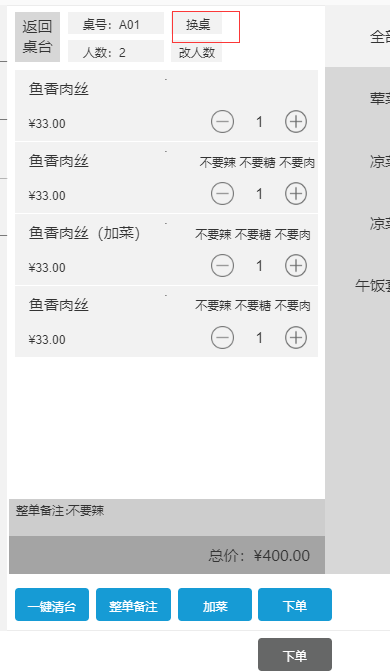 返回桌台
桌号：A01
换桌
人数：2
改人数
鱼香肉丝
¥33.00
1
鱼香肉丝
不要辣 不要糖 不要肉
¥33.00
1
鱼香肉丝（加菜）
不要辣 不要糖 不要肉
¥33.00
1
鱼香肉丝
不要辣 不要糖 不要肉
¥33.00
1
整单备注:不要辣
总价：¥400.00
一键清台
整单备注
加菜
下单
下单
全部
凉菜
凉菜
午饭